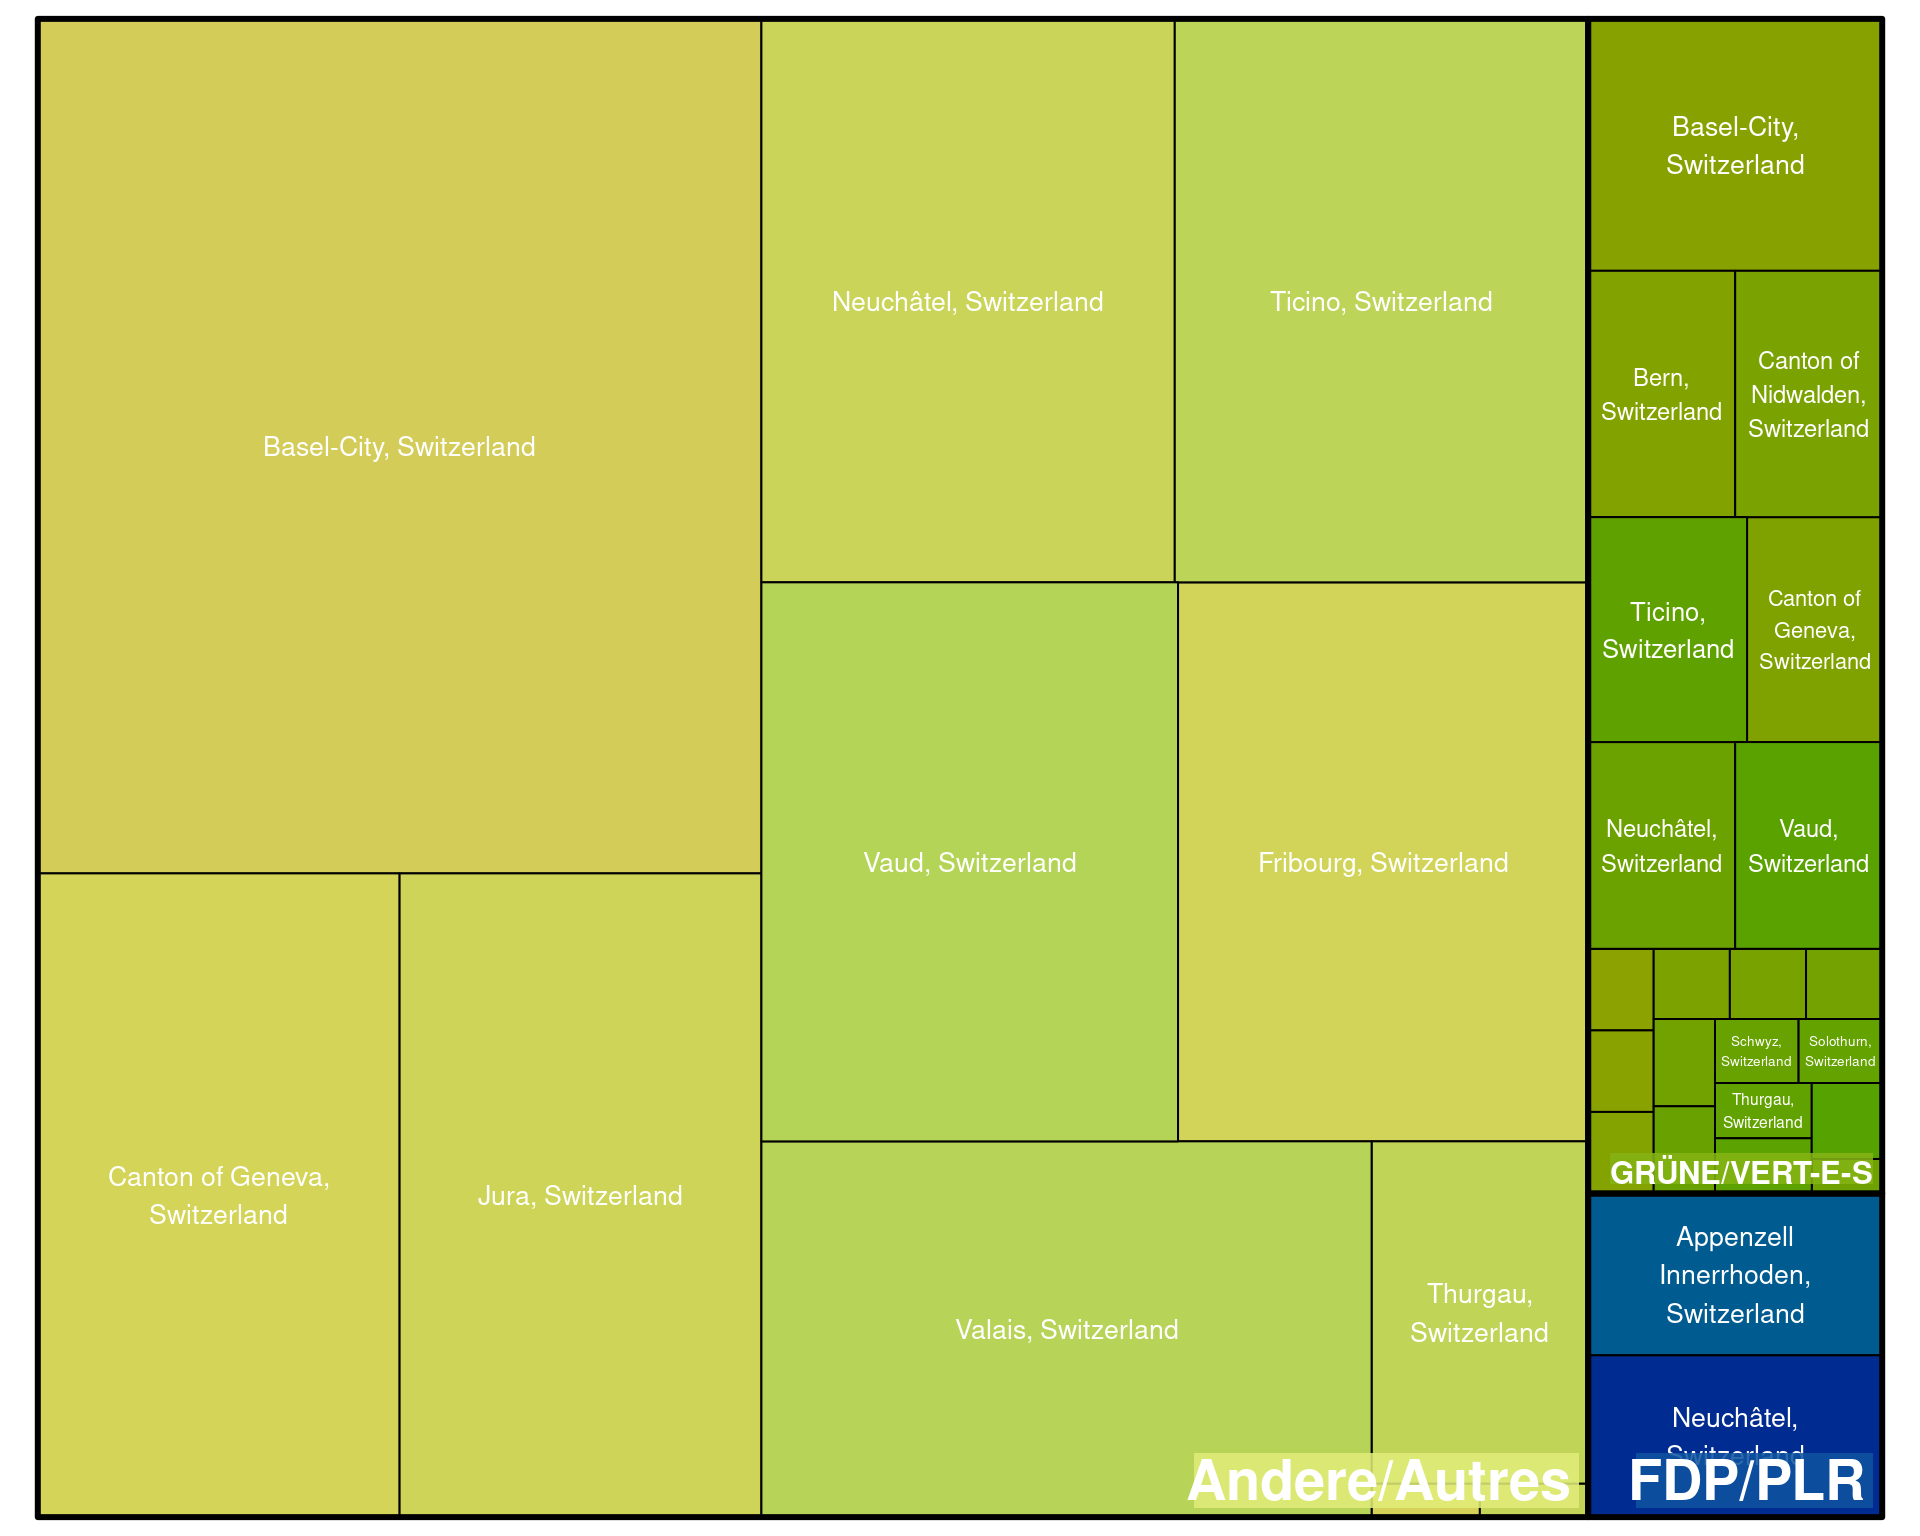 Basel-City, Switzerland
Neuchâtel, Switzerland
Ticino, Switzerland
Vaud, Switzerland
Fribourg, Switzerland
Canton of Geneva,
Switzerland
Jura, Switzerland
Valais, Switzerland
Thurgau,
Switzerland
Andere/Autres
Basel-City,
Switzerland
Bern,
Switzerland
Canton of
Nidwalden,
Switzerland
Ticino,
Switzerland
Canton of
Geneva,
Switzerland
Neuchâtel,
Switzerland
Vaud,
Switzerland
Schwyz,
Switzerland
Solothurn,
Switzerland
Thurgau,
Switzerland
GRÜNE/VERT-E-S
Appenzell
Innerrhoden,
Switzerland
Neuchâtel,
Switzerland
FDP/PLR